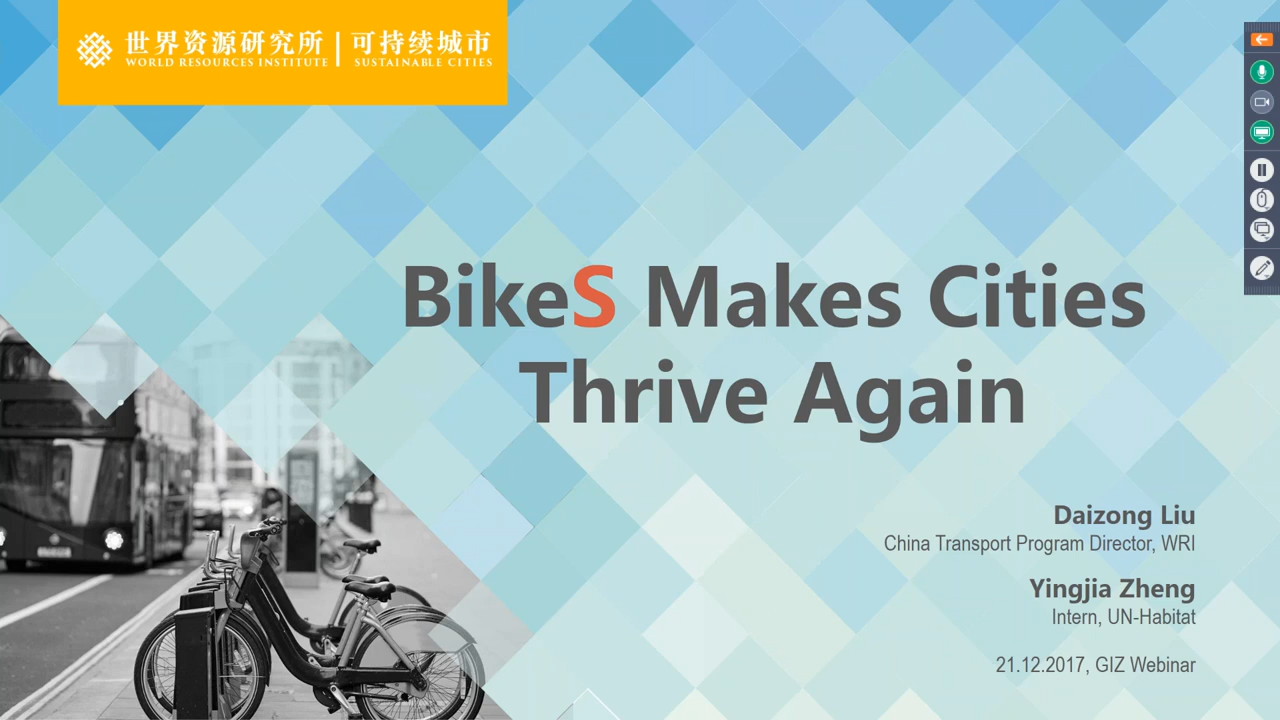 世界资源研究所 | 可持续城市
WORLD RESOURCES INSTITUTE | SUSTAINABLE CITIES
BikeS Makes Cities
Thrive Again
Daizong Liu
China Transport Program Director, WRI
Yingjia Zheng
Intern, UN-Habitat
21.12.2017, GIZ Webinar